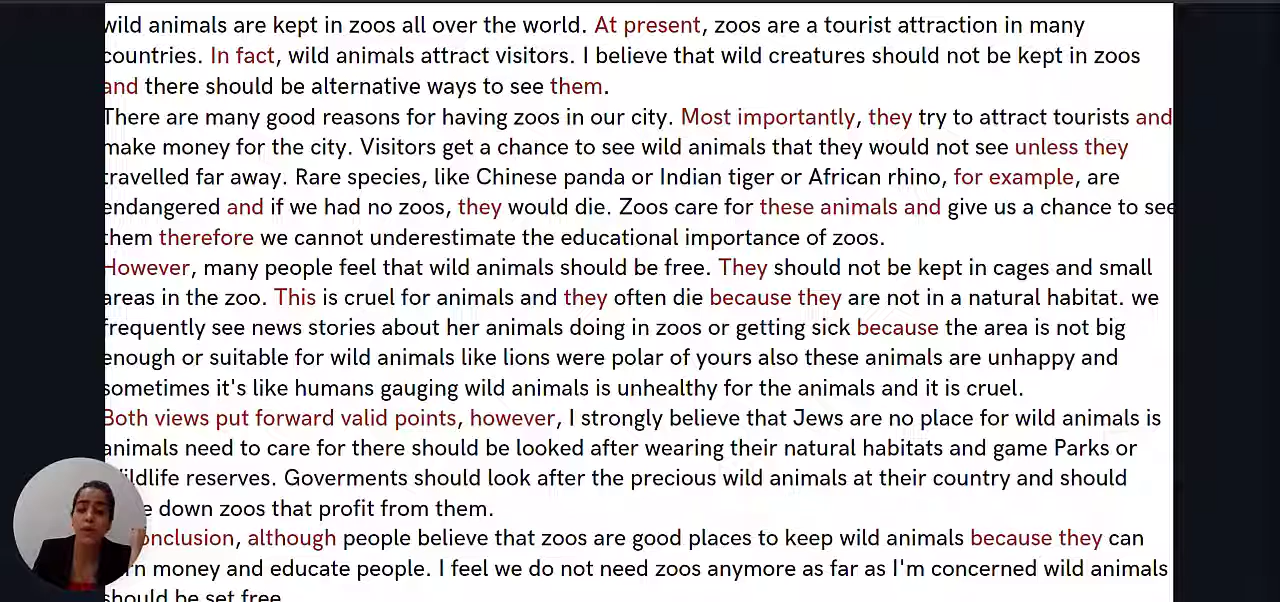 wild animals are kept in zoos all over the world. At present, zoos are a tourist attraction in many
countries. In fact, wild animals attract visitors. I believe that wild creatures should not be kept in zoos
and there should be alternative ways to see them.
There are many good reasons for having zoos in our city. Most importantly, they try to attract tourists and
make money for the city. Visitors get a chance to see wild animals that they would not see unless they
travelled far away. Rare species, like Chinese panda or Indian tiger or African rhino, for example, are
endangered and if we had no zoos, they would die. Zoos care for these animals and give us a chance to see
them therefore we cannot underestimate the educational importance of zoos.
However, many people feel that wild animals should be free. They should not be kept in cages and small
areas in the zoo. This is cruel for animals and they often die because they are not in a natural habitat. we
frequently see news stories about her animals doing in zoos or getting sick because the area is not big
enough or suitable for wild animals like lions were polar of yours also these animals are unhappy and
sometimes it's like humans gauging wild animals is unhealthy for the animals and it is cruel.
Both views put forward valid points, however, I strongly believe that Jews are no place for wild animals is
animals need to care for there should be looked after wearing their natural habitats and game Parks or
wildlife reserves. Goverments should look after the precious wild animals at their country and should
down zoos that profit from them.
conclusion, although people believe that zoos are good places to keep wild animals because they can
money and educate people. I feel we do not need zoos anymore as far as I'm concerned wild animals
should be set free